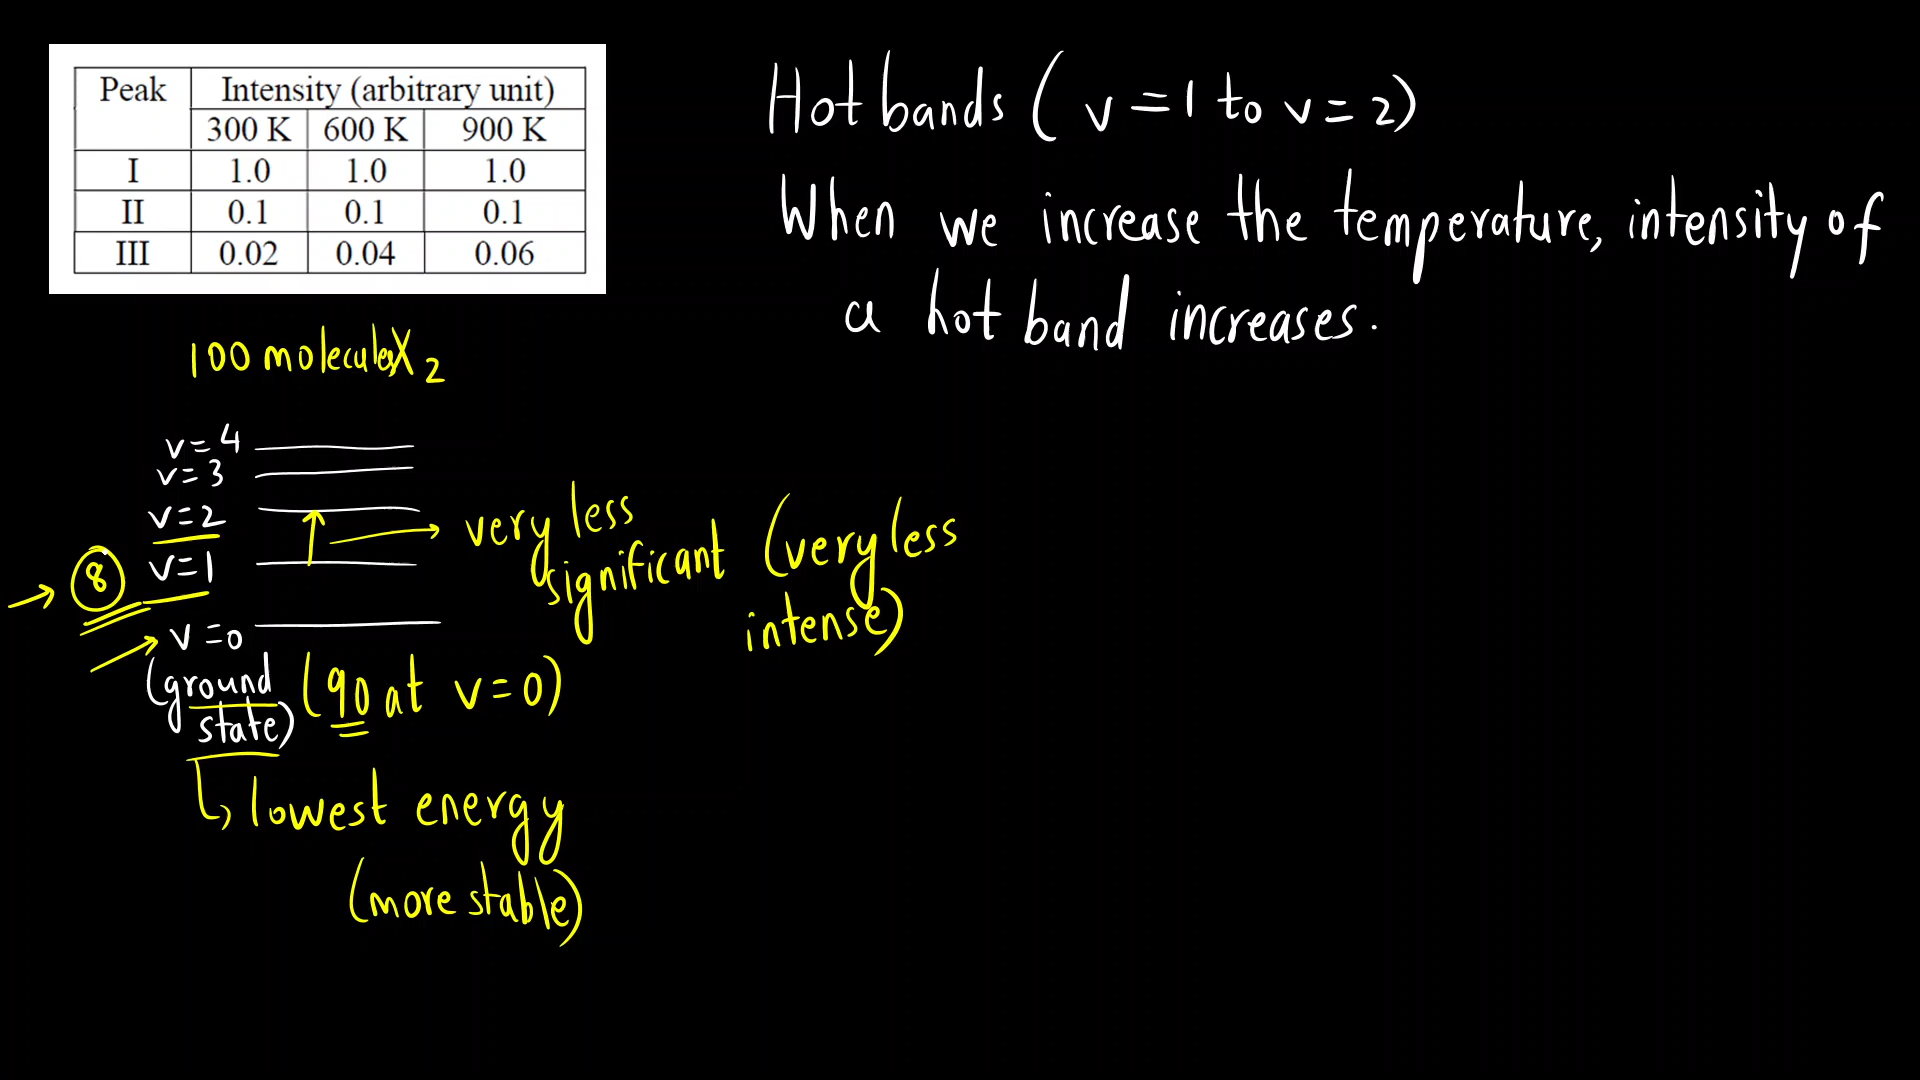 Peak Intensity (arbitrary unit)
300 K 600 K 900 K
I 1.0 1.0 1.0
II 0.1 0.1 0.1
III 0.02 0.04 0.06
Hot bands ( v = 1 to v = 2)
When we increase the temperature, intensity of
a hot band increases.
100 molecules X2
v = 4
v = 3
v = 2
8 v = 1
v = 0
(ground
state)
(90 at v = 0)
very less
significant (very less
intense)
lowest energy
(more stable)